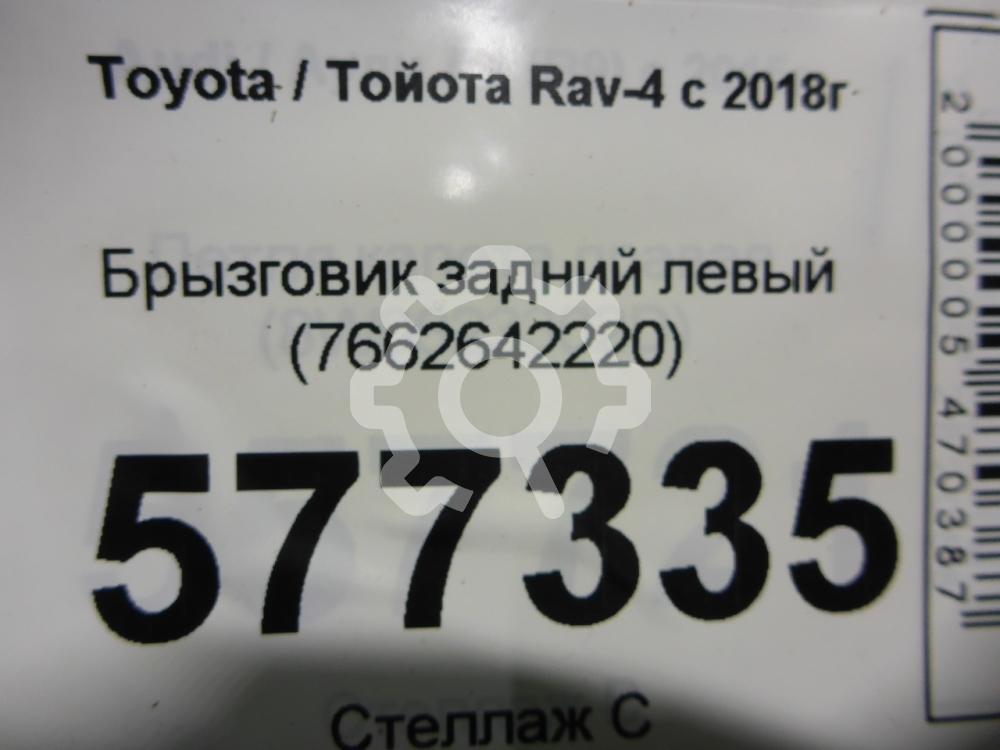 Toyota / Тойота Rav-4 с 2018г
Брызговик задний левый
(7662642220)
577335
Стеллаж С
2000005470387